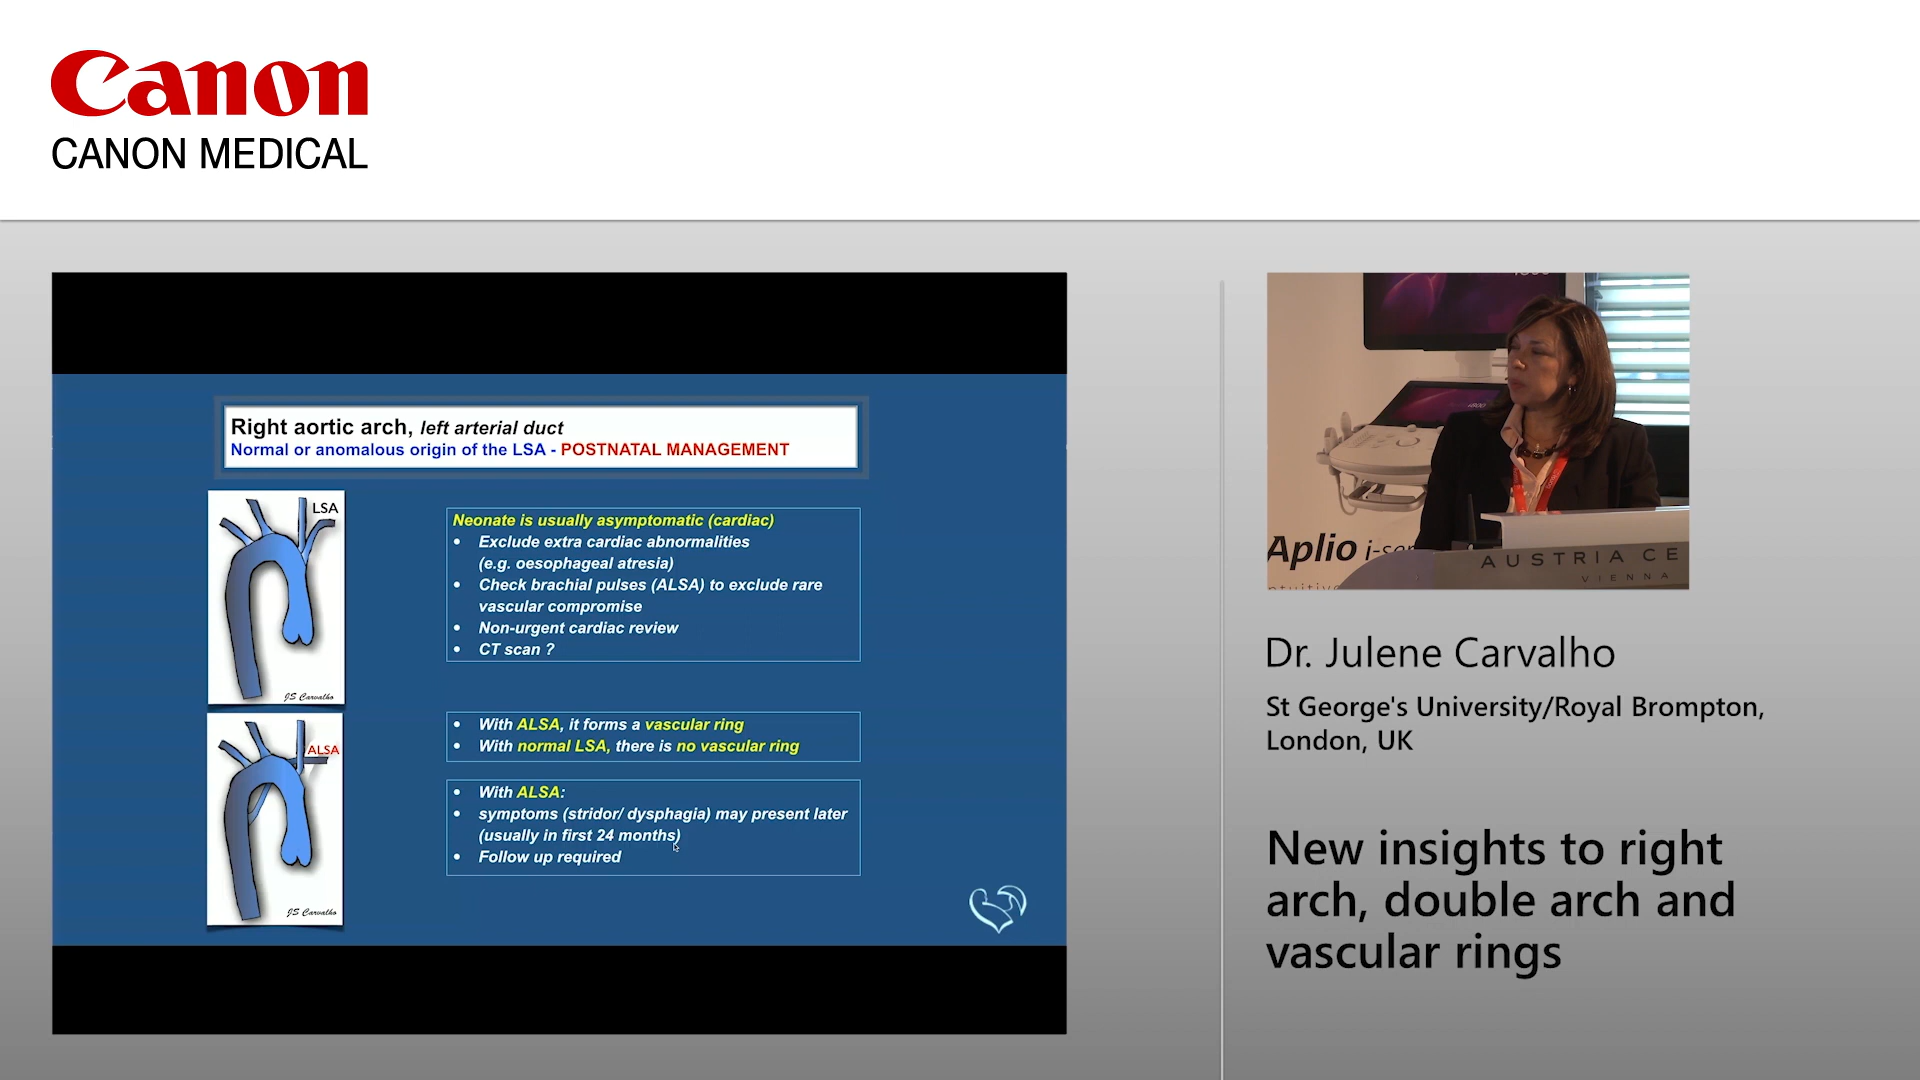 Canon
CANON MEDICAL
Right aortic arch, left arterial duct
Normal or anomalous origin of the LSA - POSTNATAL MANAGEMENT
LSA
JS Carvalho
Neonate is usually asymptomatic (cardiac)
• Exclude extra cardiac abnormalities
(e.g. oesophageal atresia)
• Check brachial pulses (ALSA) to exclude rare
vascular compromise
• Non-urgent cardiac review
• CT scan ?
ALSA
JS Carvalho
• With ALSA, it forms a vascular ring
• With normal LSA, there is no vascular ring
• With ALSA:
• symptoms (stridor/ dysphagia) may present later
(usually in first 24 months)
• Follow up required
Aplio
AUSTRIA CE
VIENNA
Dr. Julene Carvalho
St George's University/Royal Brompton,
London, UK
New insights to right
arch, double arch and
vascular rings